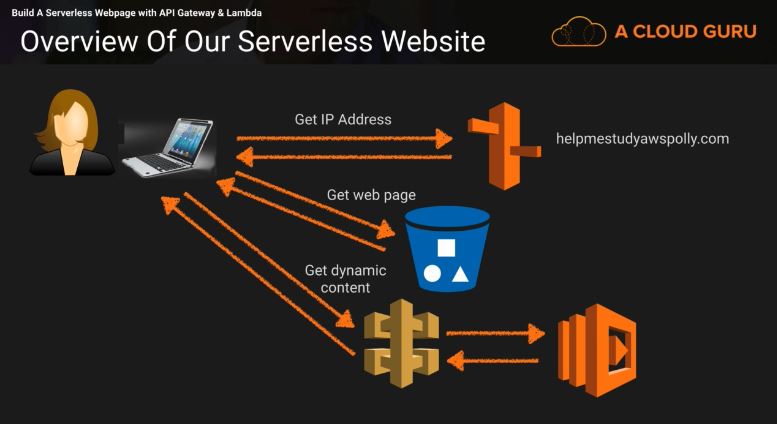 Build A Serverless Webpage with API Gateway & Lambda
Overview Of Our Serverless Website
A CLOUD GURU
Get IP Address
helpmestudyawspolly.com
Get web page
Get dynamic
content